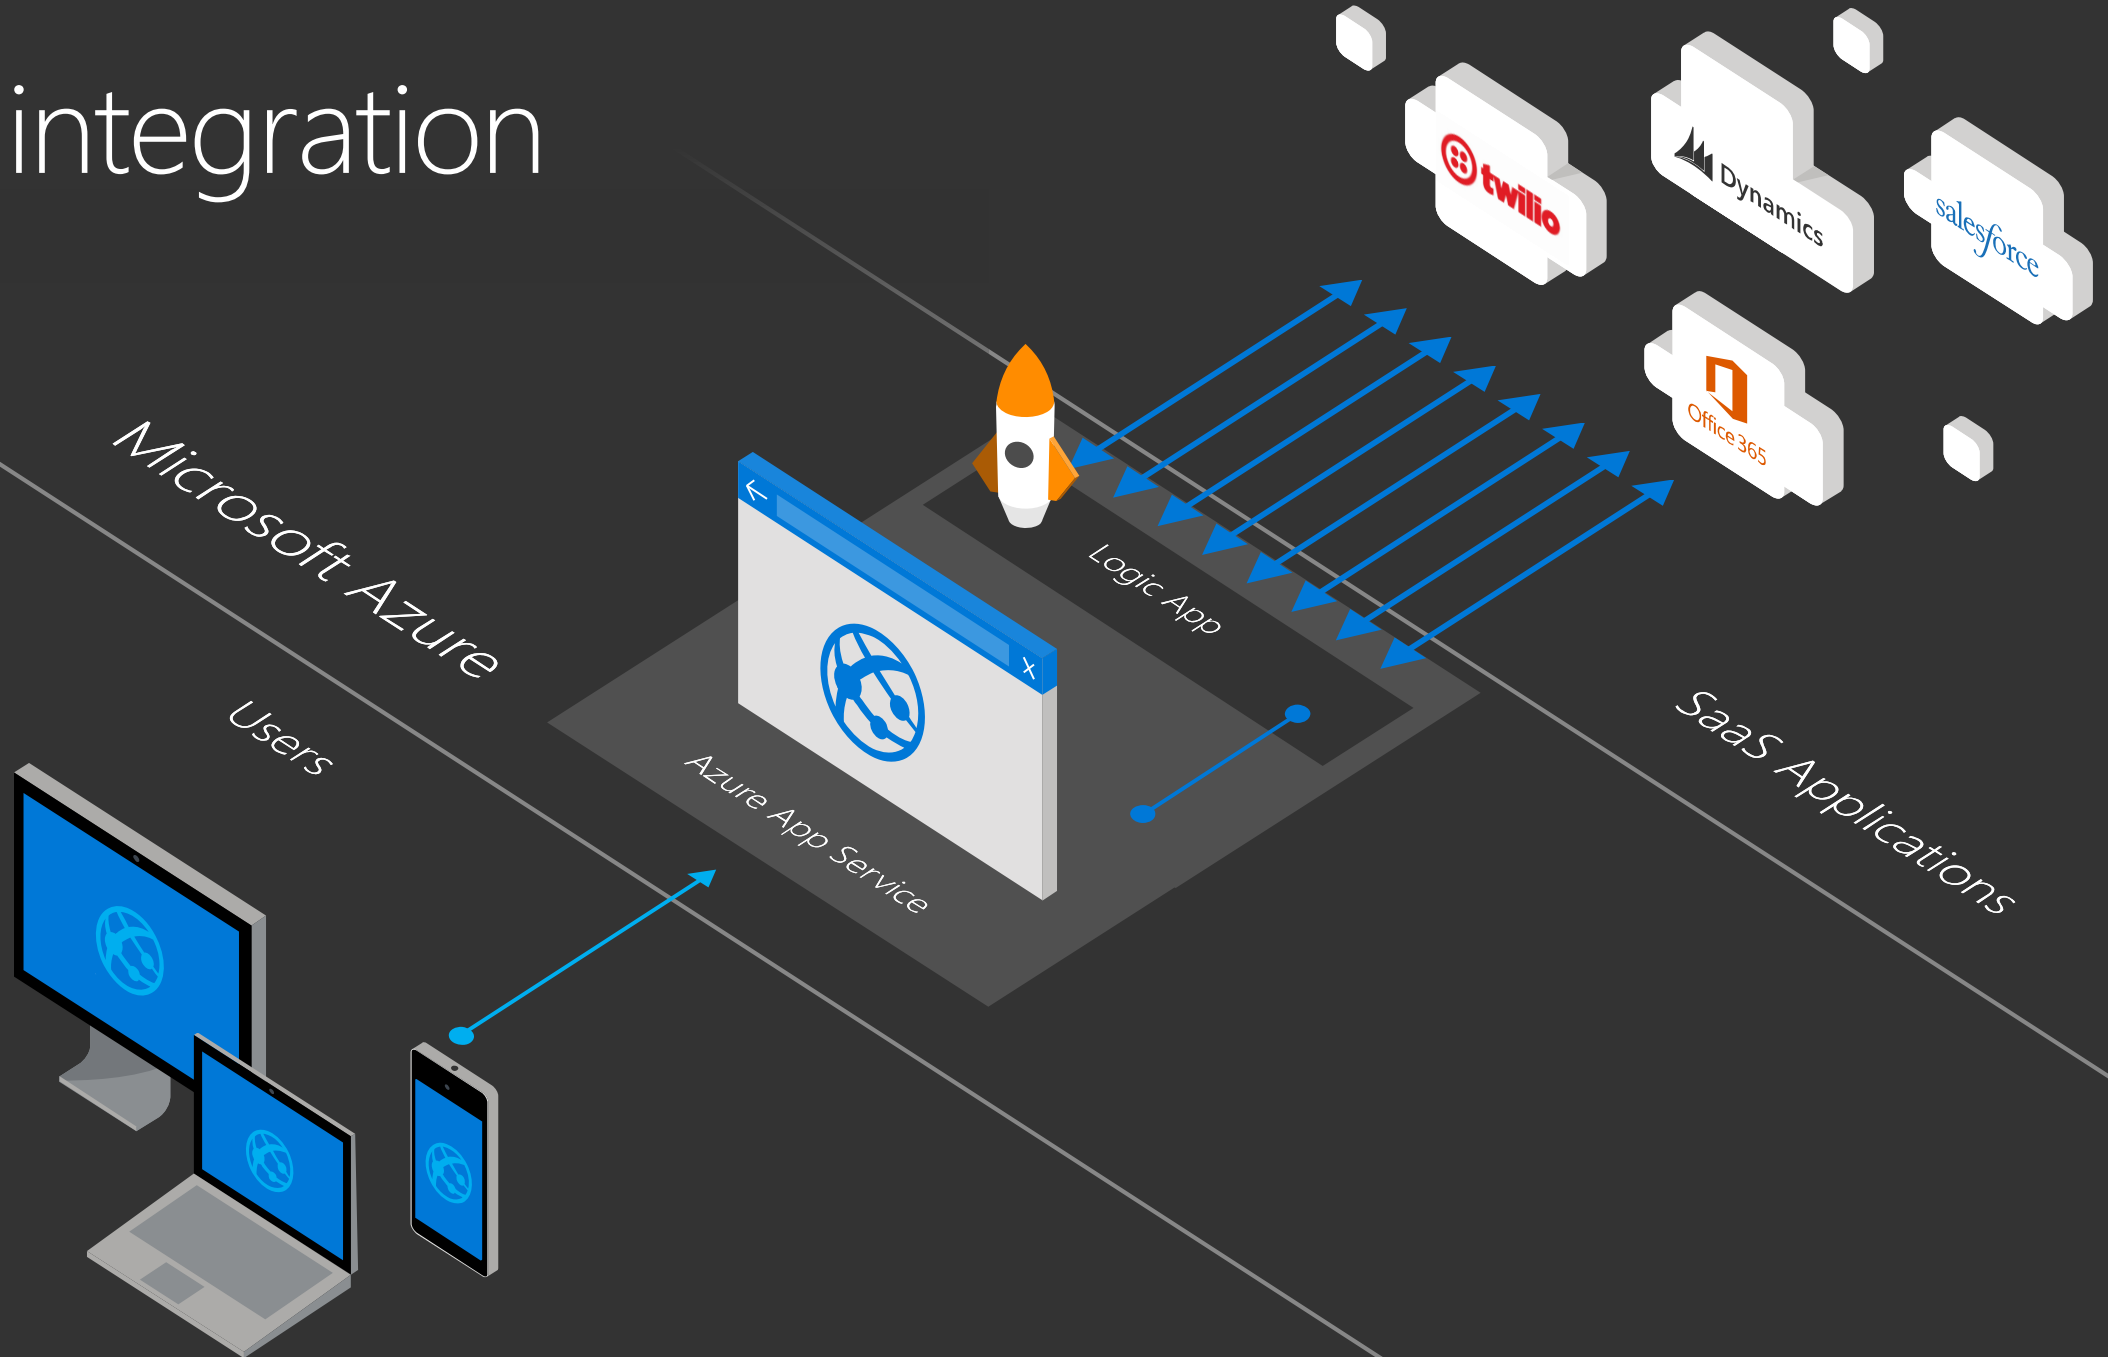 integration
twilio
Dynamics
salesforce
Office 365
Microsoft Azure
Logic App
Users
Azure App Service
SaaS Applications